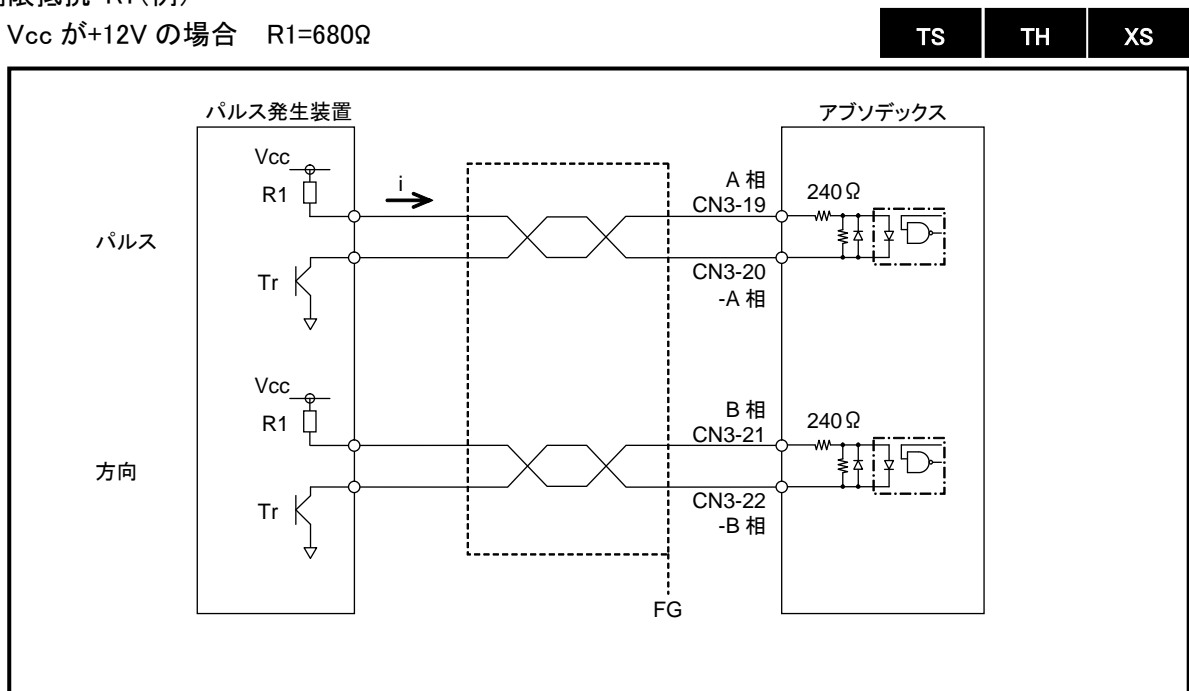 Vcc が+12V の場合 R1=680Ω
TS TH XS
パルス発生装置 アブソデックス
Vcc
R1
i
A 相
CN3-19
240Ω
パルス
Tr
CN3-20
-A 相
Vcc
R1
B 相
CN3-21
240Ω
方向
Tr
CN3-22
-B 相
FG